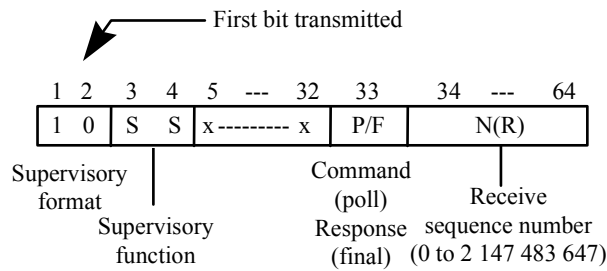 First bit transmitted
1 2 3 4 5 --- 32 33 34 --- 64
1 0 S S x --------- x P/F N(R)
Supervisory
format
Supervisory
function
Command
(poll)
Response
(final)
Receive
sequence number
(0 to 2 147 483 647)